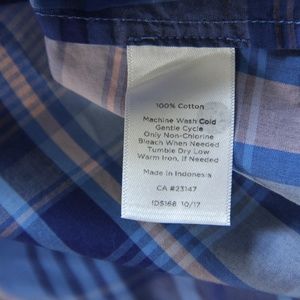 100% Cotton
Machine Wash Cold
Gentle Cycle
Only Non-Chlorine
Bleach When Needed
Tumble Dry Low
Warm Iron, If Needed
Made In Indonesia
CA #23147
ID5166 10/17